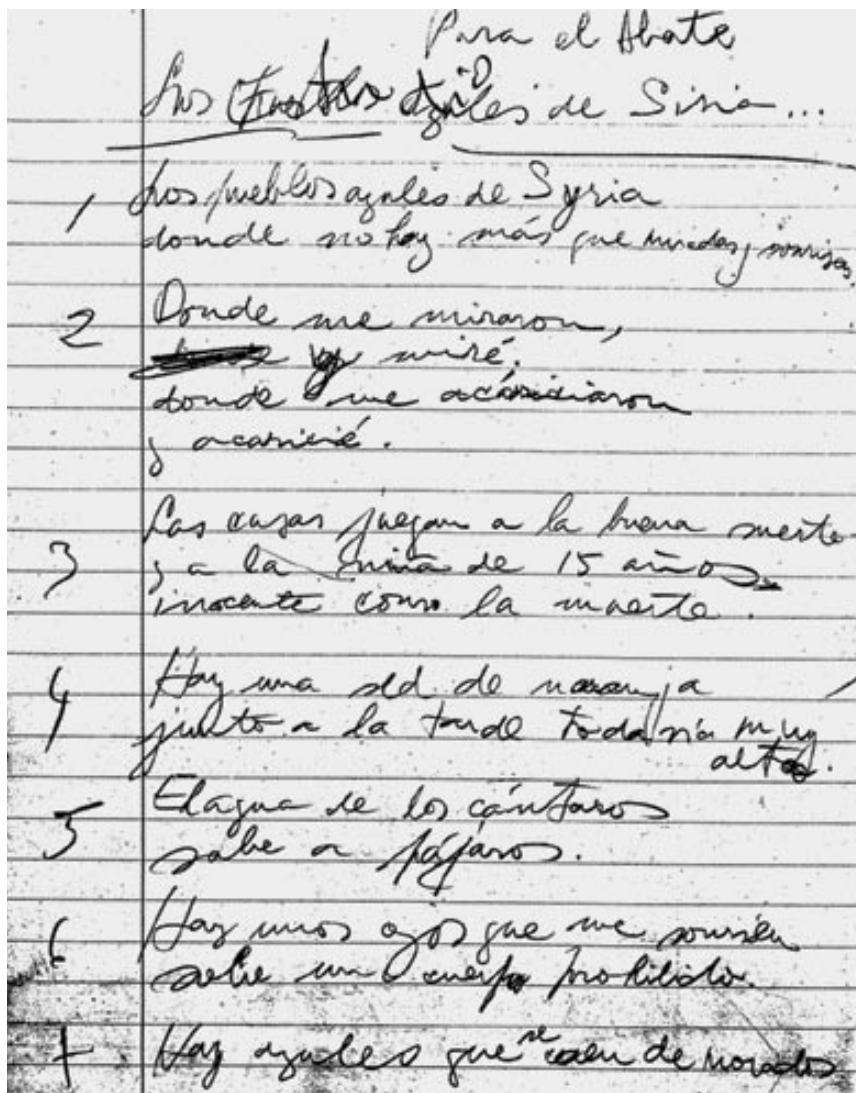 Para el Abate
Los azules de Siria...
1 Los pueblos azules de Syria
donde no hay más que miradas y sonrisas.
2 Donde me miraron,
y miré,
donde me acariciaron
y acaricié.
Las casas juegan a la buena suerte
3 y a la niña de 15 años,
inocente como la muerte.
4 Hay una sed de naranja
junto a la tarde todavía muy
alta.
5 El agua de los cántaros
sabe a pájaros.
6 Hay unos ojos que me sonríen
sobre un cuerpo prohibido.
7 Hay azules que se caen de morados